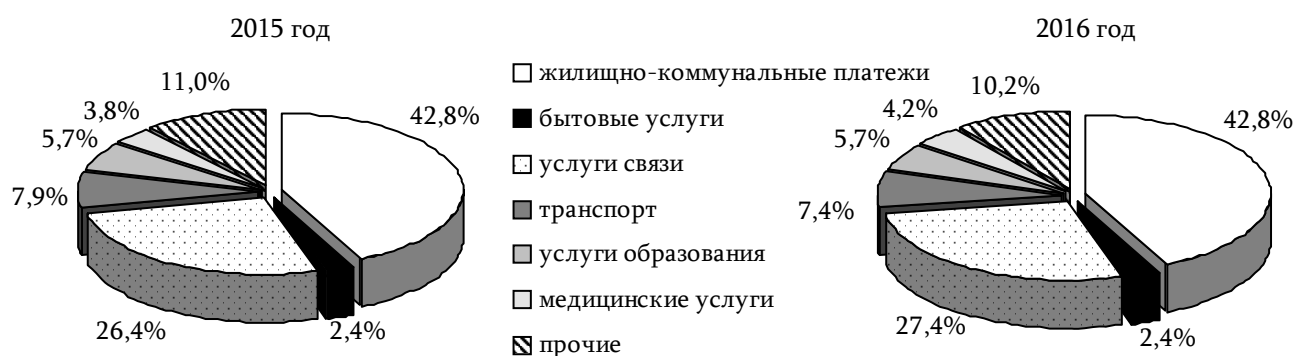 2015 год
11,0%
3,8%
5,7%
7,9%
42,8%
26,4%
2,4%
жилищно-коммунальные платежи
бытовые услуги
услуги связи
транспорт
услуги образования
медицинские услуги
прочие
2016 год
10,2%
4,2%
5,7%
7,4%
42,8%
27,4%
2,4%